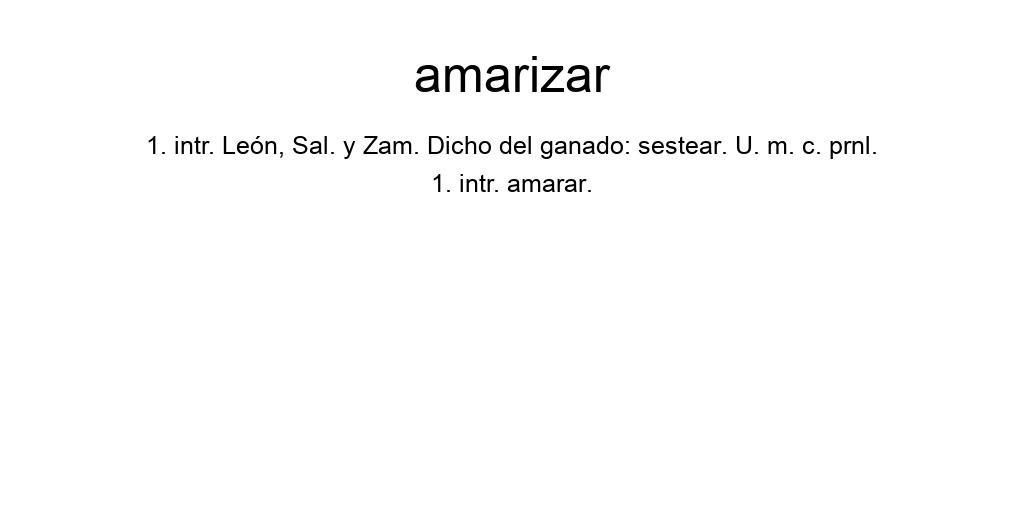 amarizar
1. intr. León, Sal. y Zam. Dicho del ganado: sestear. U. m. c. prnl.
1. intr. amarar.